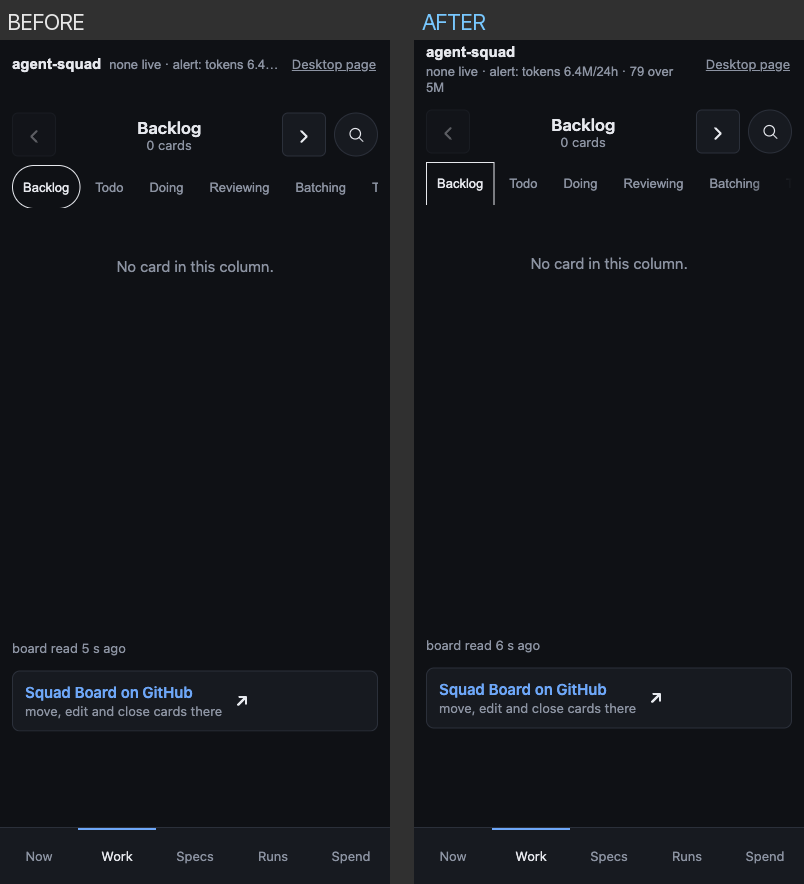 BEFORE
agent-squad none live · alert: tokens 6.4… Desktop page
Backlog
0 cards
Backlog Todo Doing Reviewing Batching
No card in this column.
board read 5 s ago
Squad Board on GitHub
move, edit and close cards there
Now Work Specs Runs Spend
AFTER
agent-squad
none live · alert: tokens 6.4M/24h · 79 over
5M
Desktop page
Backlog
0 cards
Backlog Todo Doing Reviewing Batching
No card in this column.
board read 6 s ago
Squad Board on GitHub
move, edit and close cards there
Now Work Specs Runs Spend